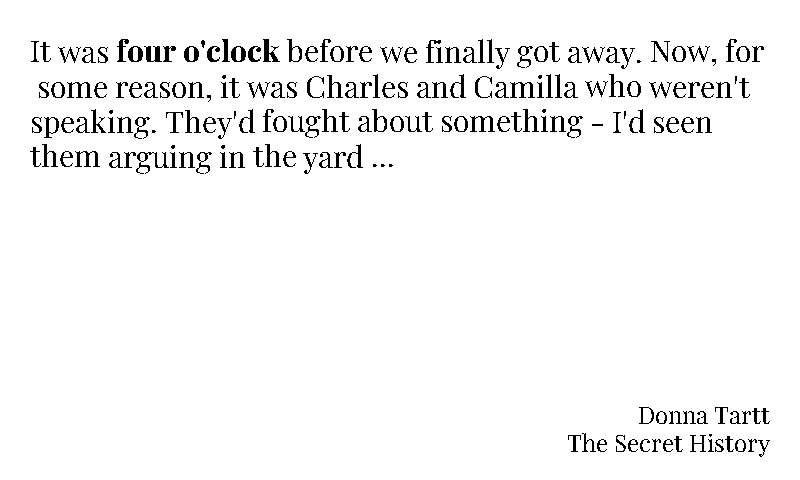 It was four o'clock before we finally got away. Now, for
some reason, it was Charles and Camilla who weren't
speaking. They'd fought about something - I'd seen
them arguing in the yard ...
Donna Tartt
The Secret History